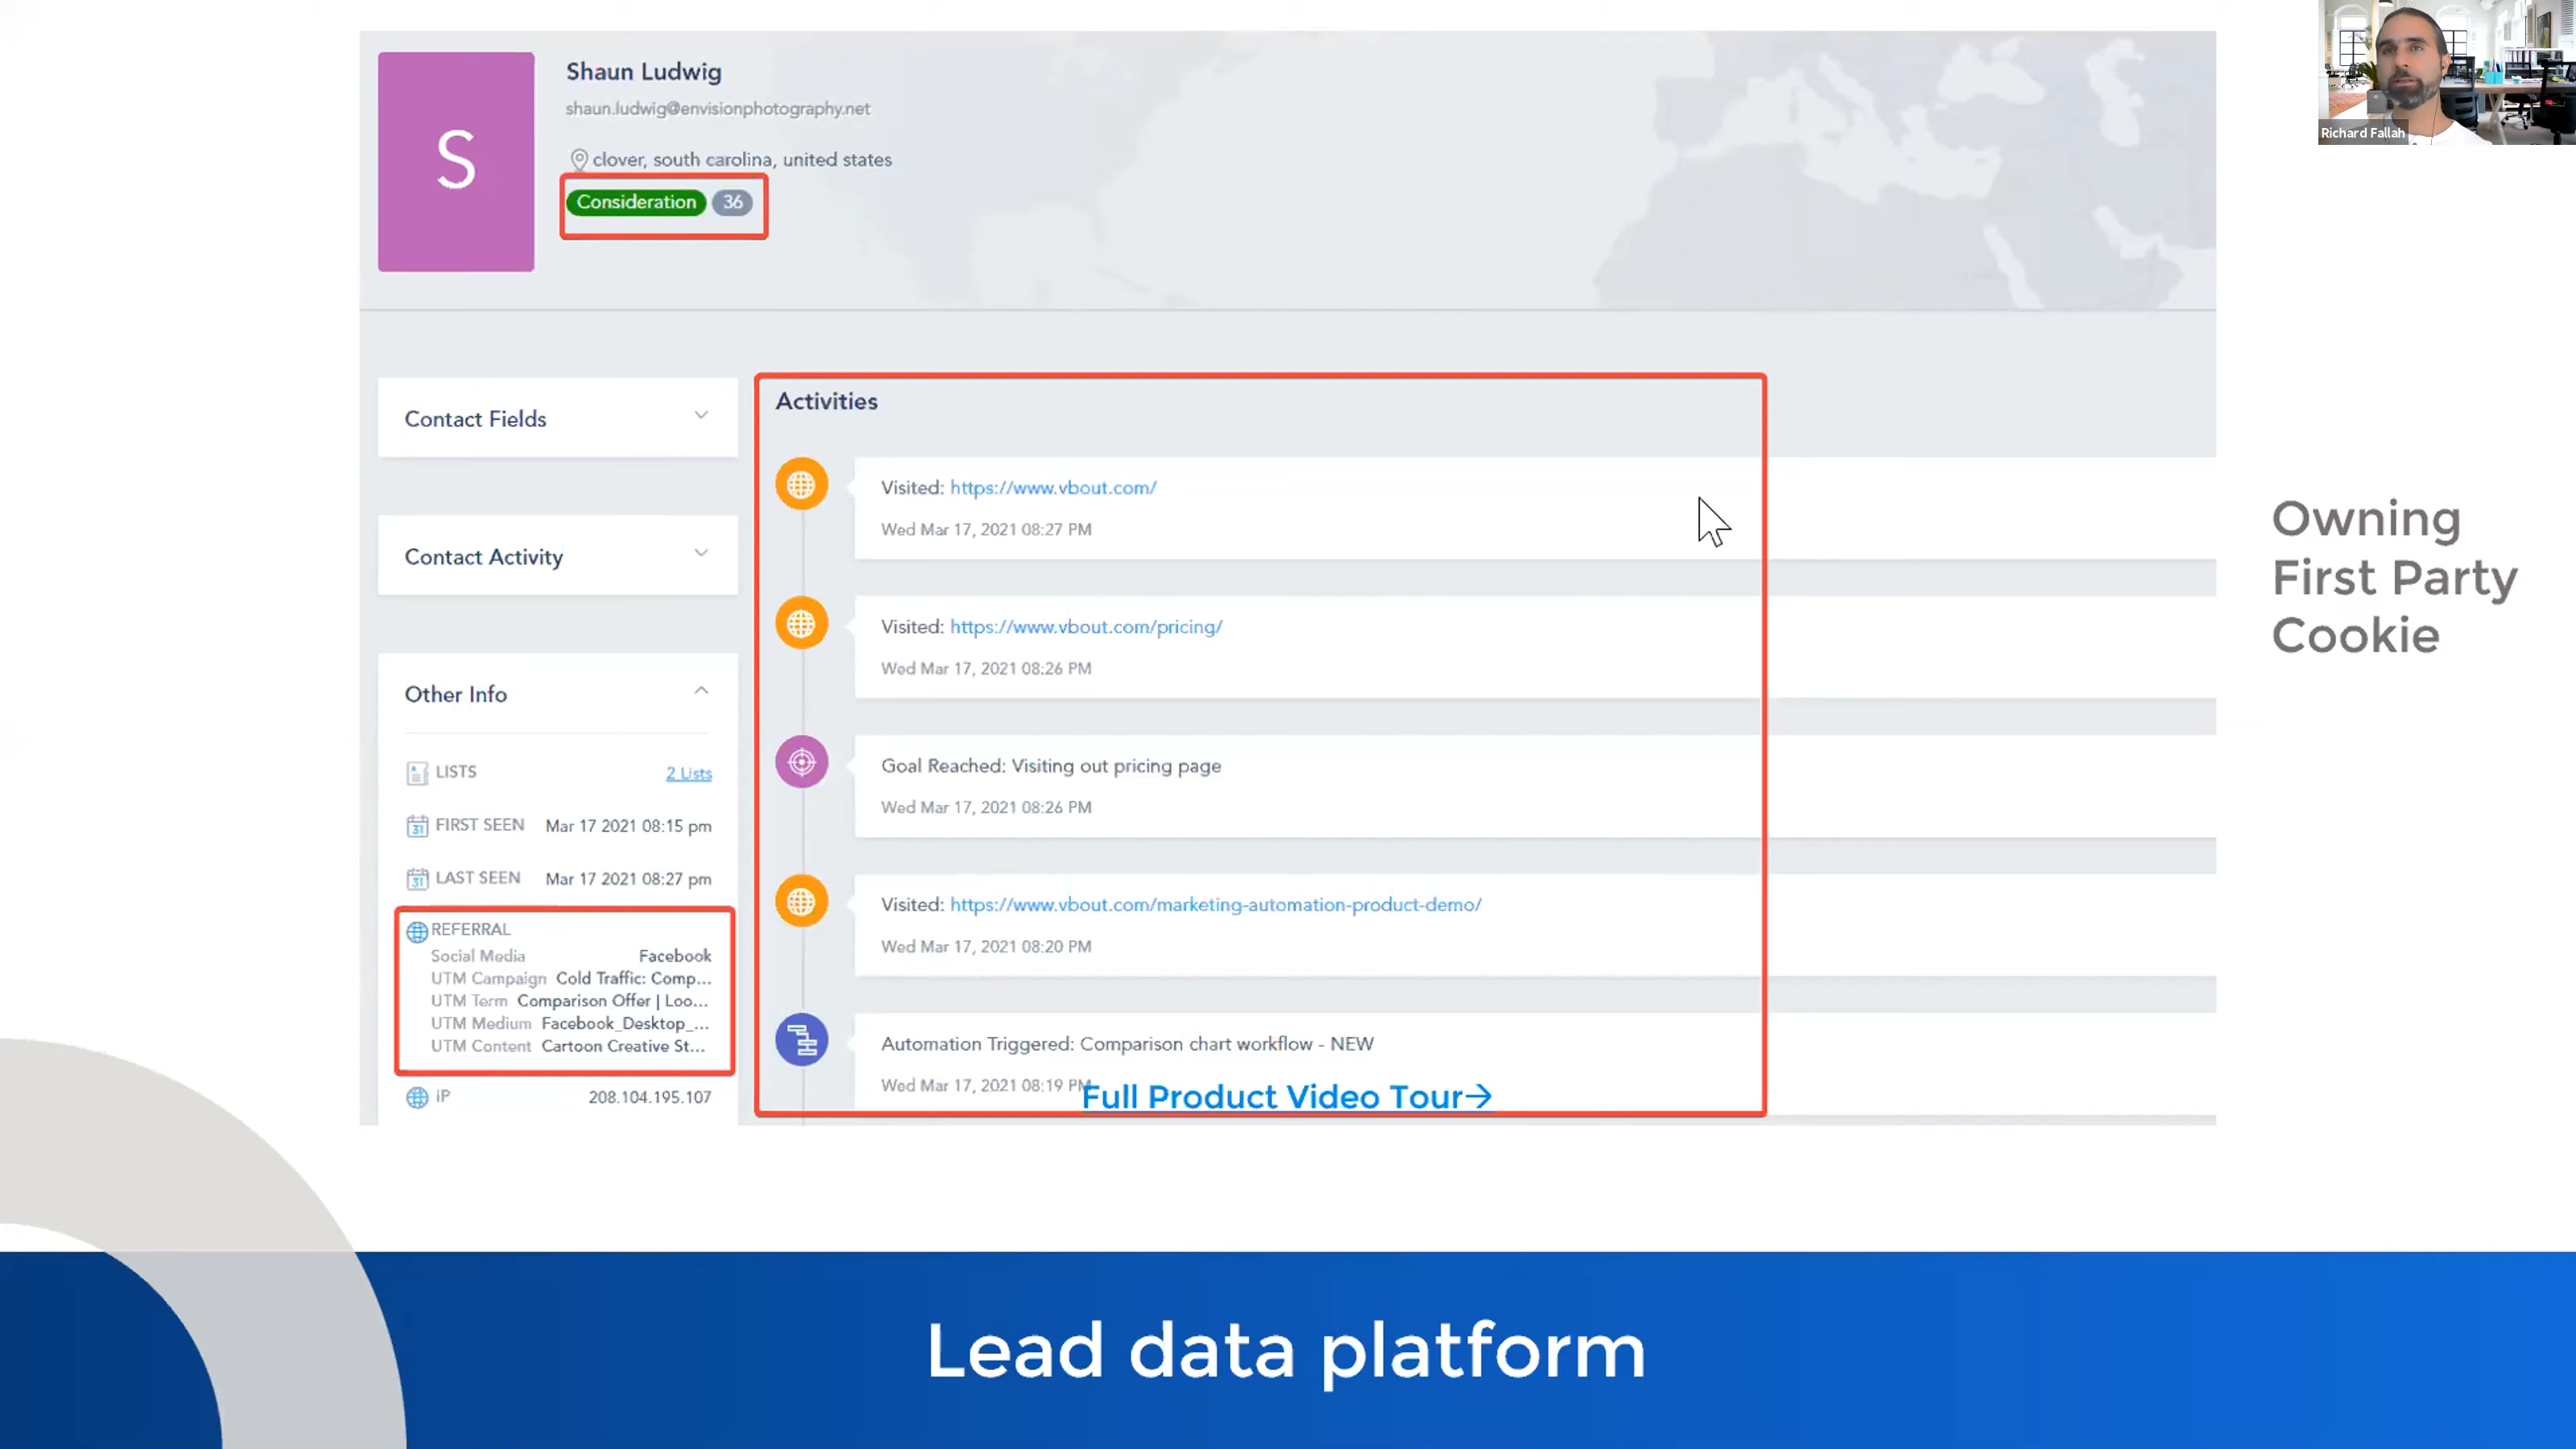 Shaun Ludwig
shaun.ludwig@envisionphotography.net
clover, south carolina, united states
Consideration 36
S
Richard Fallah
Contact Fields
Contact Activity
Other Info
LISTS 2 Lists
FIRST SEEN Mar 17 2021 08:15 pm
LAST SEEN Mar 17 2021 08:27 pm
REFERRAL
Social Media Facebook
UTM Campaign Cold Traffic: Comp...
UTM Term Comparison Offer | Loo...
UTM Medium Facebook_Desktop_...
UTM Content Cartoon Creative St...
iP 208.104.195.107
Activities
Visited: https://www.vbout.com/
Wed Mar 17, 2021 08:27 PM
Visited: https://www.vbout.com/pricing/
Wed Mar 17, 2021 08:26 PM
Goal Reached: Visiting out pricing page
Wed Mar 17, 2021 08:26 PM
Visited: https://www.vbout.com/marketing-automation-product-demo/
Wed Mar 17, 2021 08:20 PM
Automation Triggered: Comparison chart workflow - NEW
Wed Mar 17, 2021 08:19 PM
Full Product Video Tour→
Owning
First Party
Cookie
Lead data platform